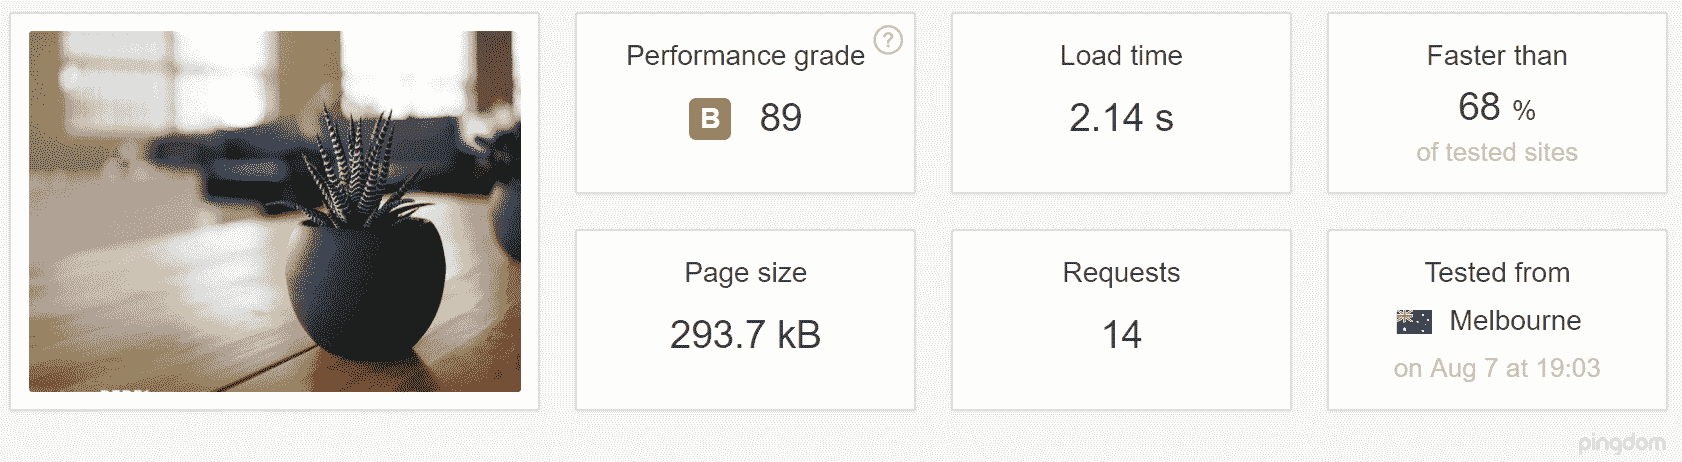 Performance grade
?
B 89
Load time
2.14 s
Faster than
68 %
of tested sites
Page size
293.7 kB
Requests
14
Tested from
Melbourne
on Aug 7 at 19:03
pingdom